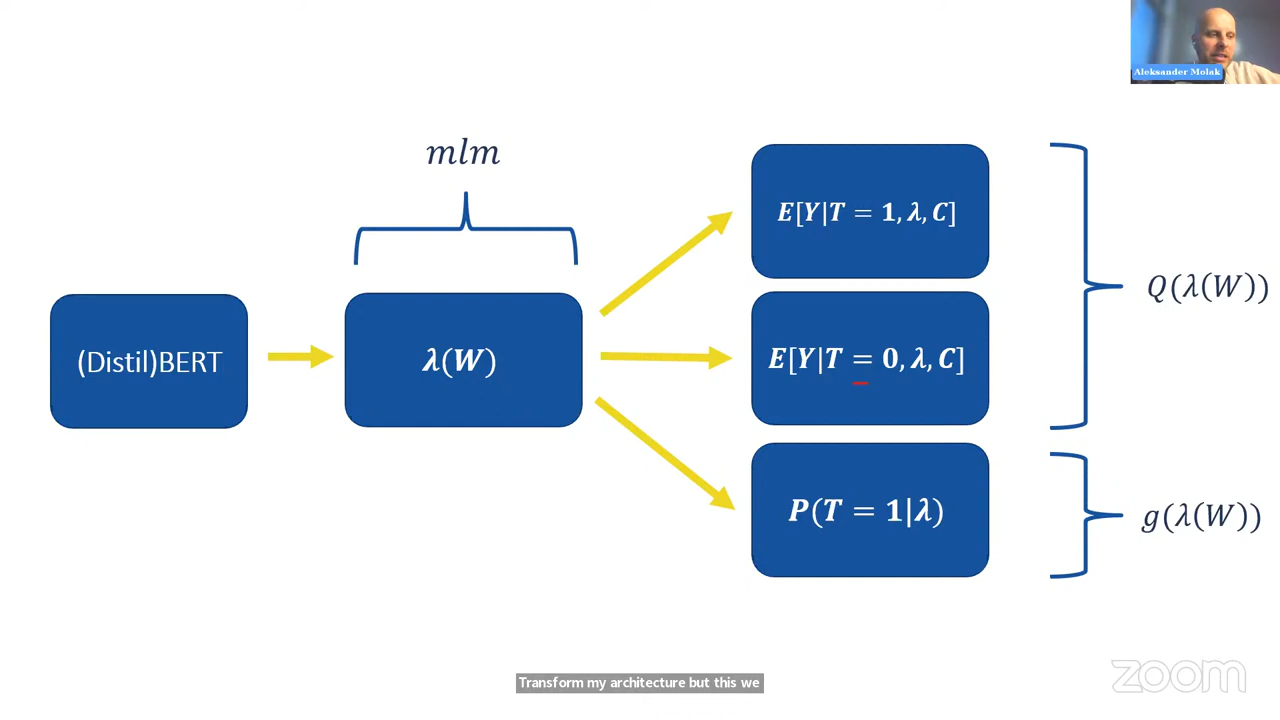 Aleksander Molak
mlm
(Distil)BERT
λ(W)
E[Y|T = 1, λ, C]
E[Y|T = 0, λ, C]
P(T = 1|λ)
Q(λ(W))
g(λ(W))
Transform my architecture but this we
zoom